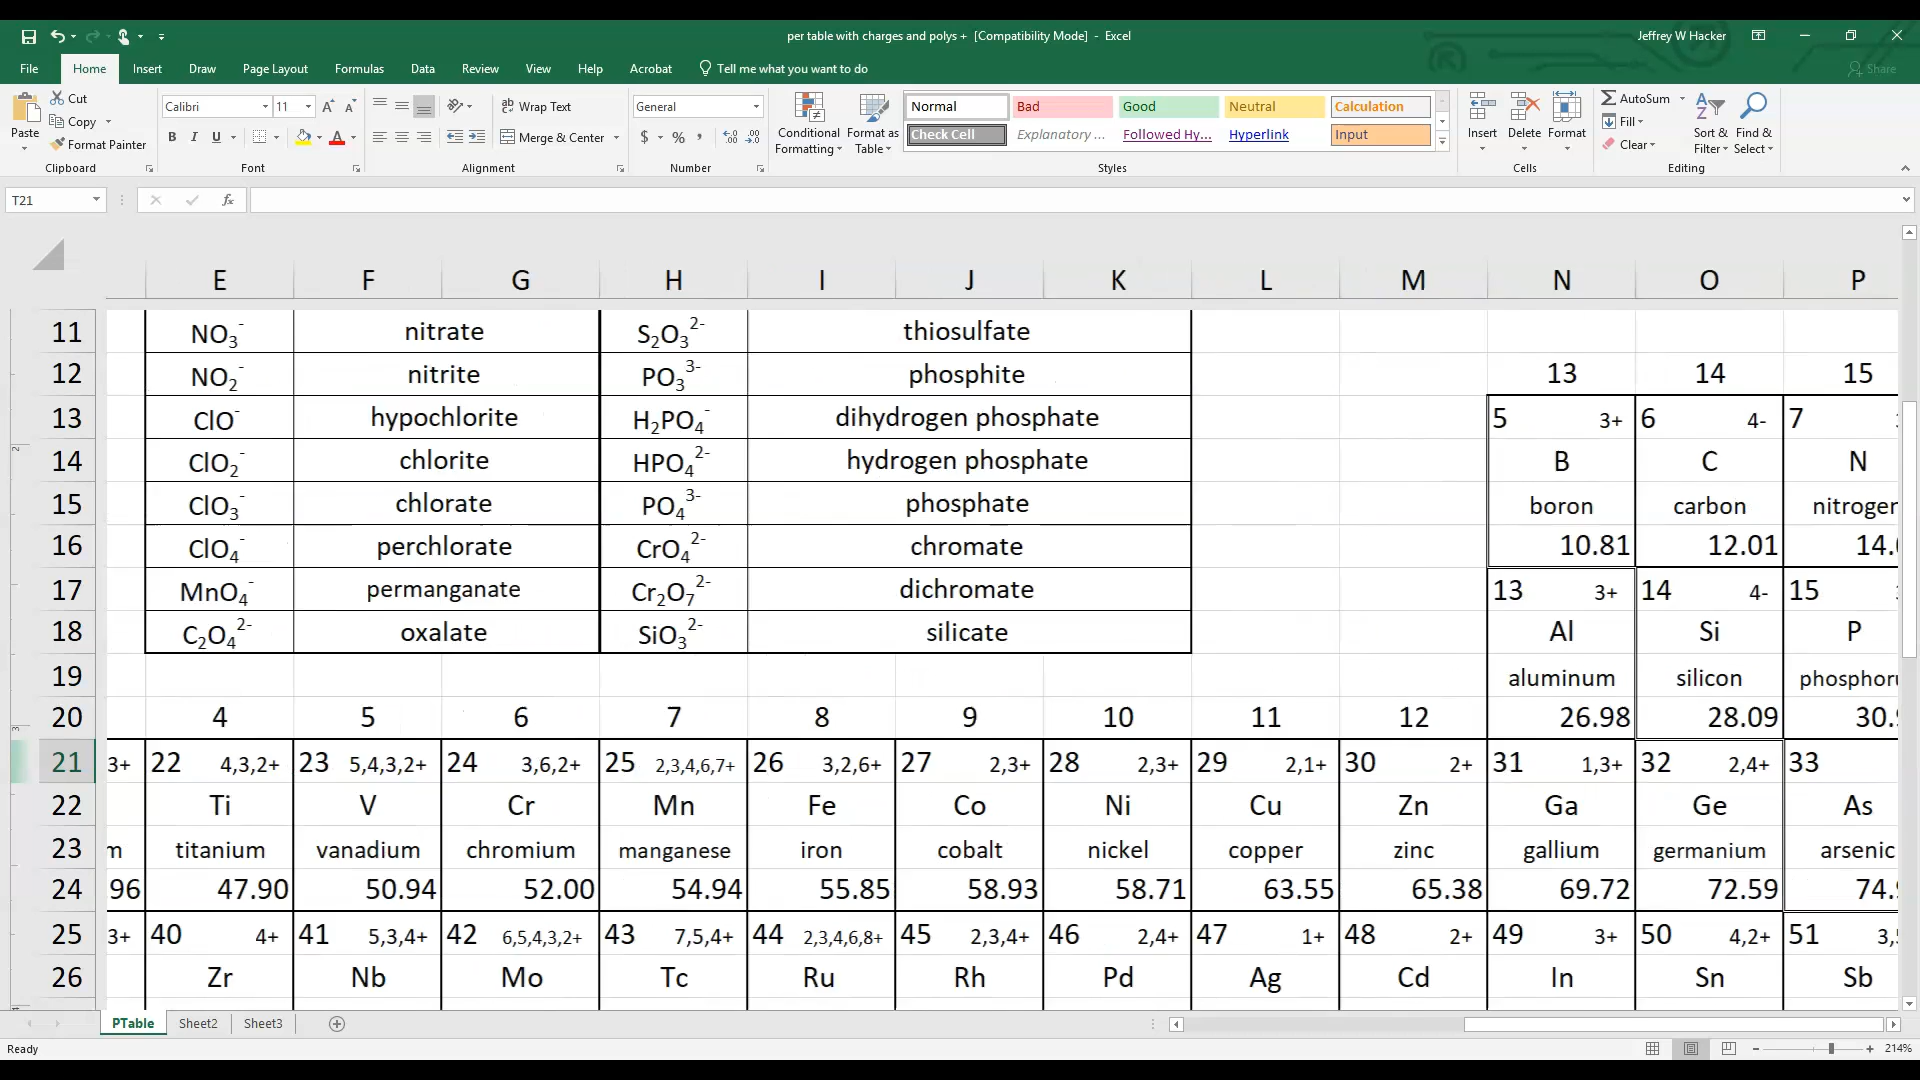 per table with charges and polys + [Compatibility Mode] - Excel
Jeffrey W Hacker
File Home Insert Draw Page Layout Formulas Data Review View Help Acrobat Tell me what you want to do Share
Paste
Cut
Copy
Format Painter
Calibri 11
B I U
Wrap Text
Merge & Center
General
$ % ,
Conditional Formatting
Format as Table
Normal Bad Good Neutral Calculation
Check Cell Explanatory ... Followed Hy... Hyperlink Input
Insert Delete Format
AutoSum
Fill
Clear
Sort & Filter
Find & Select
Clipboard Font Alignment Number Styles Cells Editing
T21 fx
E F G H I J K L M N O P
11 NO₃⁻ nitrate S₂O₃²⁻ thiosulfate
12 NO₂⁻ nitrite PO₃³⁻ phosphite 13 14 15
13 ClO⁻ hypochlorite H₂PO₄⁻ dihydrogen phosphate 5 3+ 6 4- 7
14 ClO₂⁻ chlorite HPO₄²⁻ hydrogen phosphate B C N
15 ClO₃⁻ chlorate PO₄³⁻ phosphate boron carbon nitrogen
16 ClO₄⁻ perchlorate CrO₄²⁻ chromate 10.81 12.01 14.
17 MnO₄⁻ permanganate Cr₂O₇²⁻ dichromate 13 3+ 14 4- 15
18 C₂O₄²⁻ oxalate SiO₃²⁻ silicate Al Si P
19 aluminum silicon phosphoru
20 4 5 6 7 8 9 10 11 12 26.98 28.09 30.
21 3+ 22 4,3,2+ 23 5,4,3,2+ 24 3,6,2+ 25 2,3,4,6,7+ 26 3,2,6+ 27 2,3+ 28 2,3+ 29 2,1+ 30 2+ 31 1,3+ 32 2,4+ 33
22 Ti V Cr Mn Fe Co Ni Cu Zn Ga Ge As
23 m titanium vanadium chromium manganese iron cobalt nickel copper zinc gallium germanium arsenic
24 96 47.90 50.94 52.00 54.94 55.85 58.93 58.71 63.55 65.38 69.72 72.59 74.
25 3+ 40 4+ 41 5,3,4+ 42 6,5,4,3,2+ 43 7,5,4+ 44 2,3,4,6,8+ 45 2,3,4+ 46 2,4+ 47 1+ 48 2+ 49 3+ 50 4,2+ 51 3,
26 Zr Nb Mo Tc Ru Rh Pd Ag Cd In Sn Sb
PTable Sheet2 Sheet3
Ready 214%